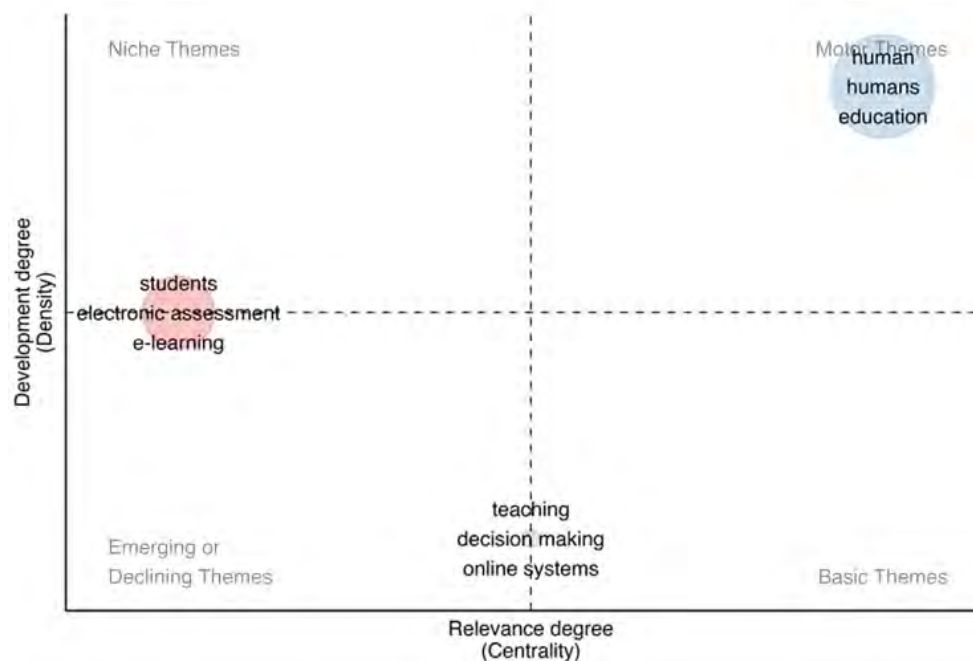 Niche Themes
Motor Themes
human
humans
education
students
electronic assessment
e-learning
teaching
decision making
online systems
Emerging or
Declining Themes
Basic Themes
Development degree
(Density)
Relevance degree
(Centrality)